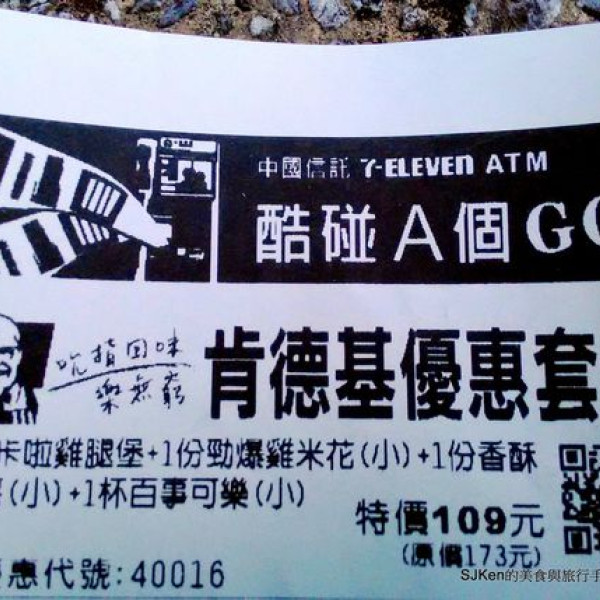 中國信託 7-ELEVEN ATM
酷碰A個GO
吮指回味
樂無窮
肯德基優惠套
卡啦雞腿堡+1份勁爆雞米花(小)+1份香酥
(小)+1杯百事可樂(小)
特價109元
(原價173元)
惠代號:40016
SJKen的美食與旅行手